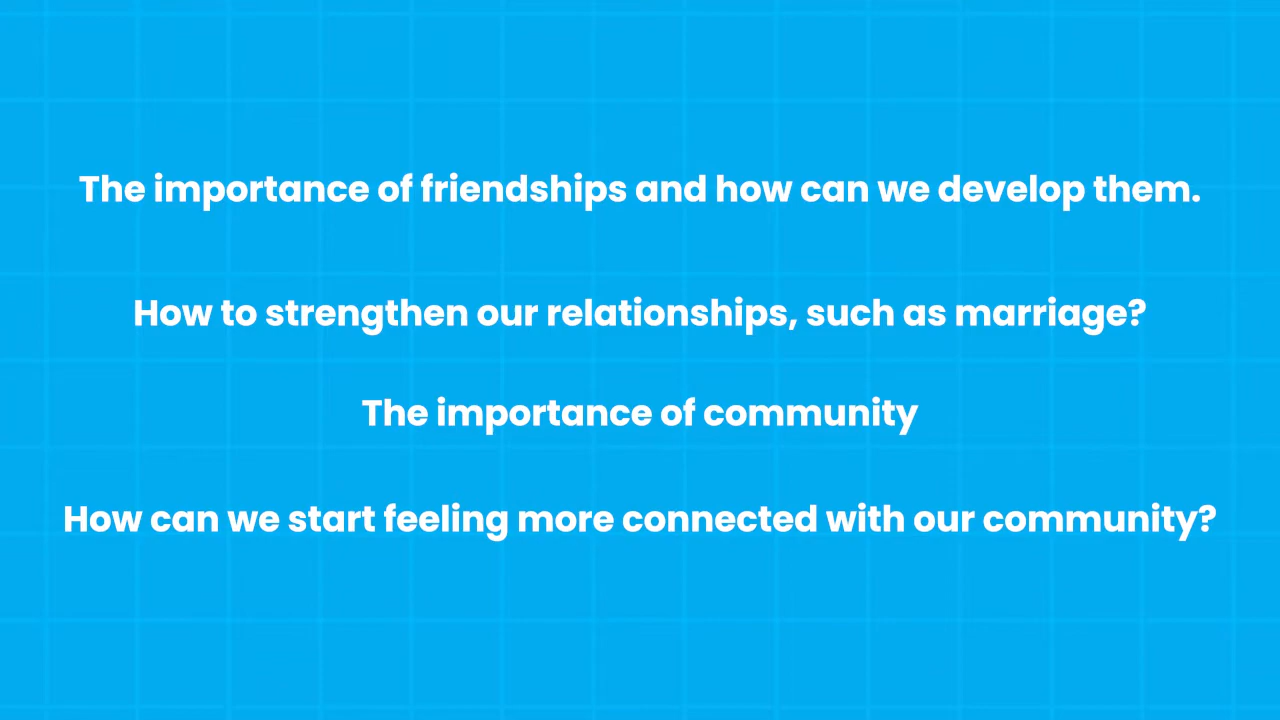 The importance of friendships and how can we develop them.
How to strengthen our relationships, such as marriage?
The importance of community
How can we start feeling more connected with our community?